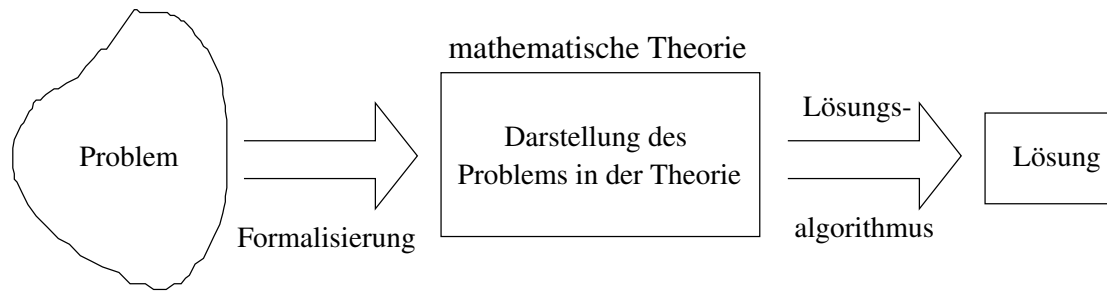 mathematische Theorie
Problem
Formalisierung
Darstellung des
Problems in der Theorie
Lösungs-
algorithmus
Lösung